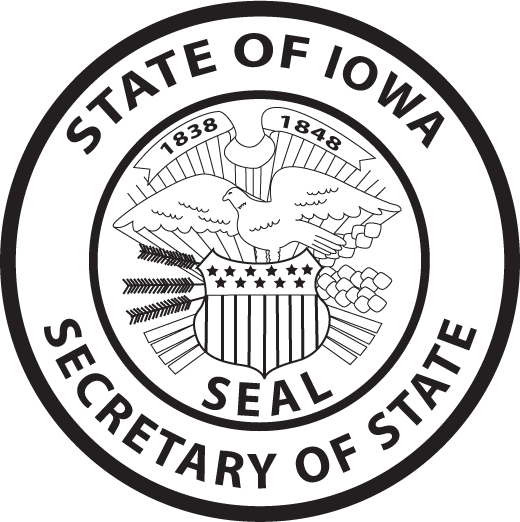 STATE OF IOWA
1838 1848
SEAL
SECRETARY OF STATE